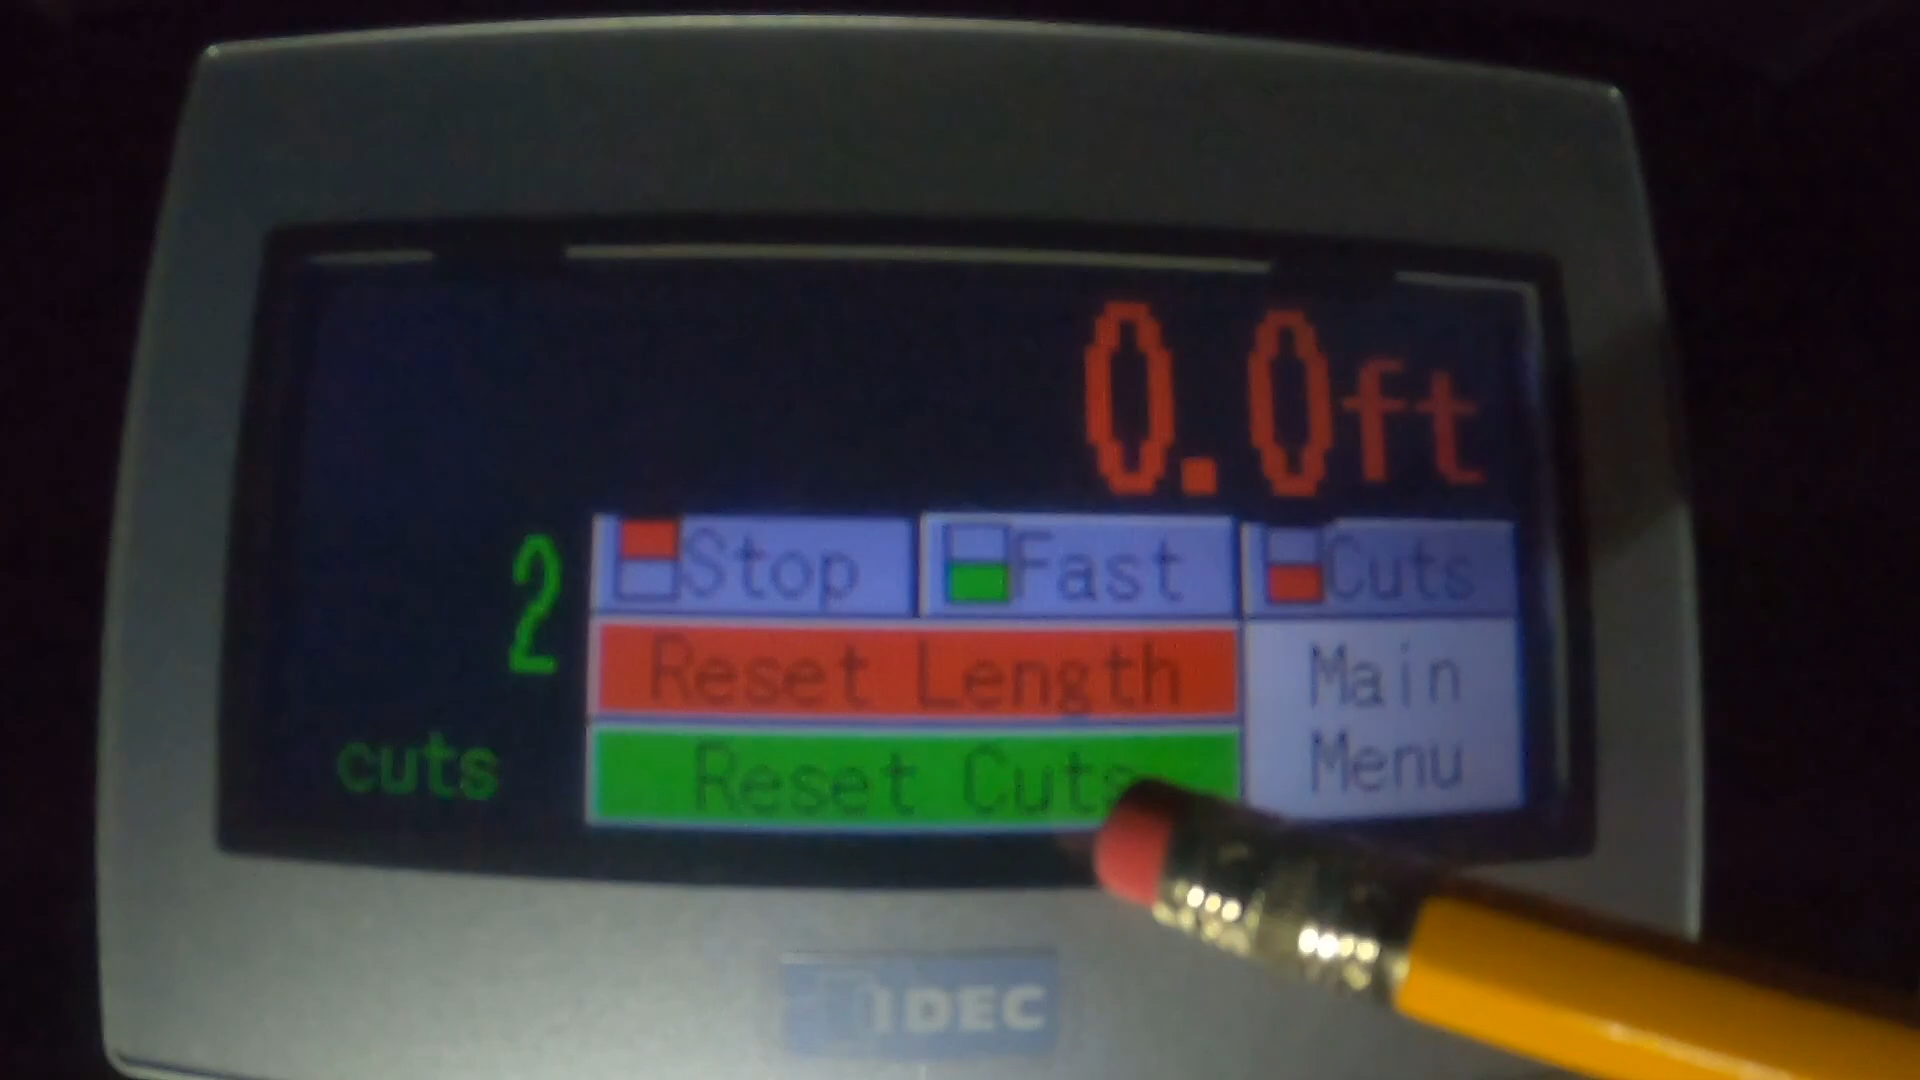 0.0ft
2
Stop
Fast
Cuts
Reset Length
Main
Menu
cuts
Reset Cuts
IDEC